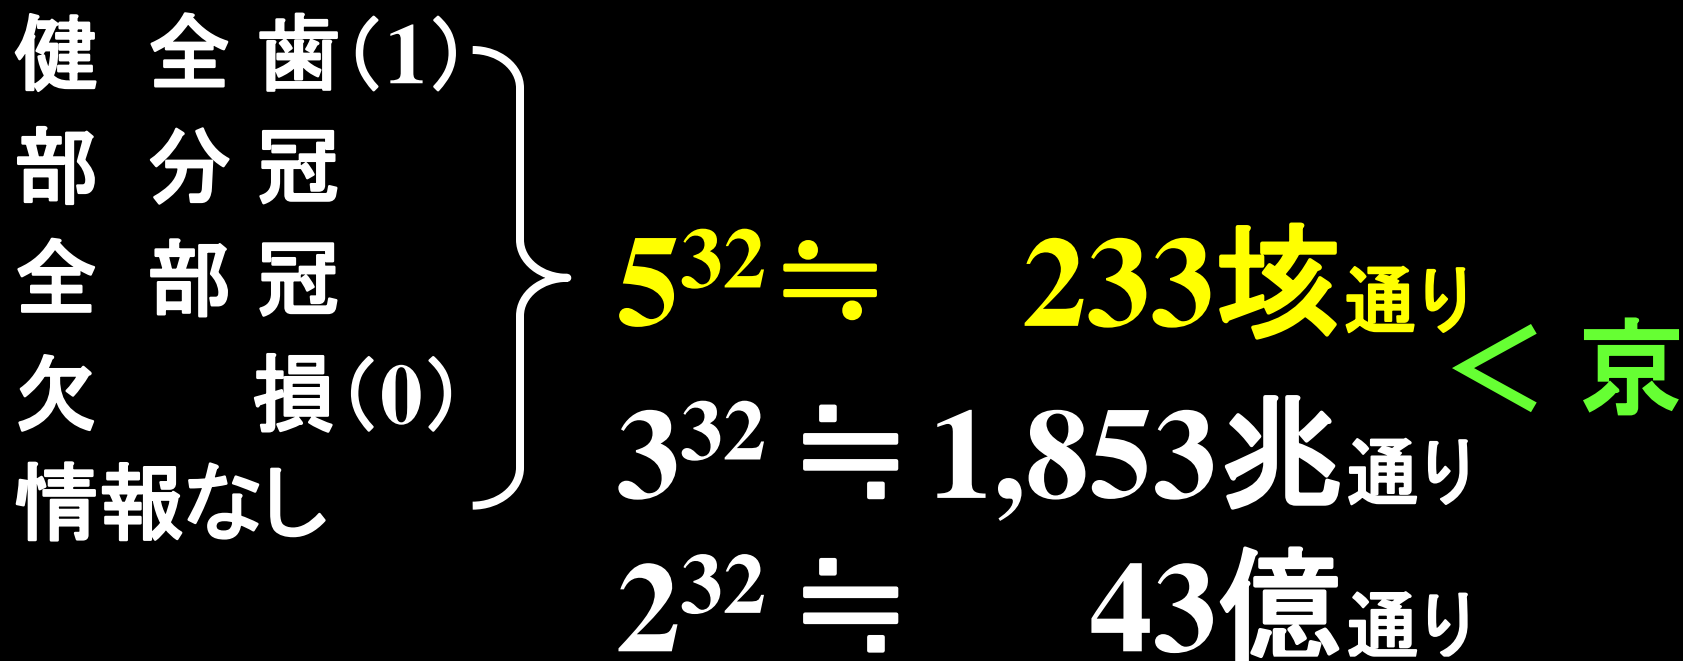 健全歯(1)
部分冠
全部冠
欠損(0)
情報なし
5³²≒ 233垓通り
3³²≒1,853兆通り
2³²≒ 43億通り
< 京